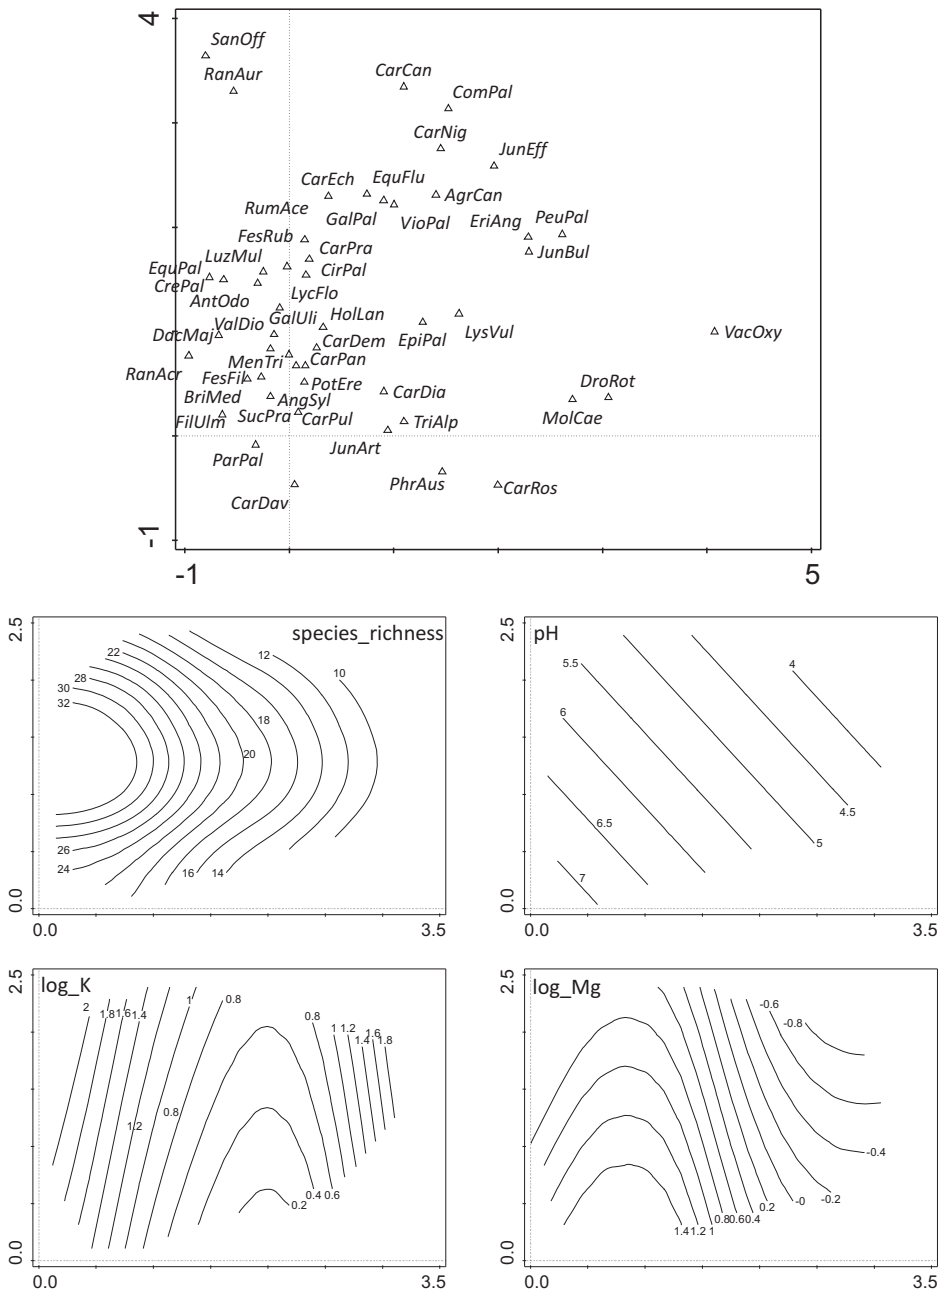 4
SanOff
RanAur
CarCan
ComPal
CarNig
JunEff
CarEch
EquFlu
AgrCan
RumAce
GalPal
VioPal
EriAng
PeuPal
FesRub
CarPra
JunBul
LuzMul
EquPal
CirPal
CrePal
AntOdo
LycFlo
ValDio
GalUli
HolLan
DacMaj
CarDem
EpiPal
LysVul
VacOxy
MenTri
CarPan
RanAcr
FesFil
PotEre
DroRot
BriMed
AngSyl
CarDia
FilUlm
SucPra
CarPul
TriAlp
MolCae
JunArt
ParPal
PhrAus
CarRos
CarDav
-1
-1
5
2.5
species_richness
22
12
28
10
30
32
18
20
26
24
16
14
0.0
0.0
3.5
2.5
pH
5.5
4
6
6.5
4.5
5
7
0.0
0.0
3.5
2.5
log_K
2
1.8
1.6
1.4
1
0.8
0.8
1
1.2
1.4
1.6
1.8
0.8
1.2
0.4
0.6
0.2
0.0
0.0
3.5
2.5
log_Mg
-0.6
-0.8
-0.4
-0.2
-0
0.2
0.4
0.6
0.8
1
1.2
1.4
0.0
0.0
3.5